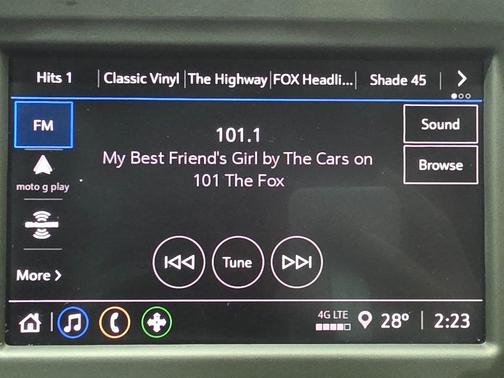 Hits 1 | Classic Vinyl | The Highway | FOX Headli... | Shade 45
FM
101.1
Sound
My Best Friend's Girl by The Cars on
101 The Fox
Browse
moto g play
More
Tune
4G LTE
28° | 2:23